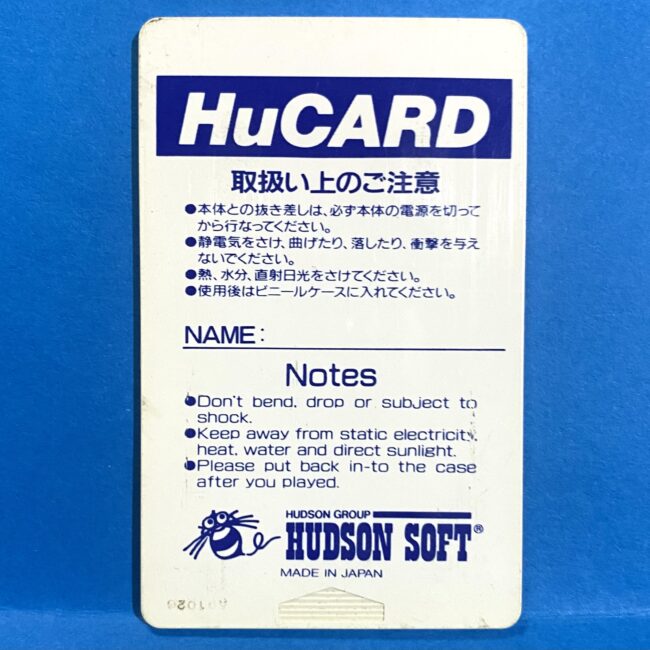 HuCARD
取扱い上のご注意
●本体との抜き差しは、必ず本体の電源を切って
から行なってください。
●静電気をさけ、曲げたり、落したり、衝撃を与え
ないでください。
●熱、水分、直射日光をさけてください。
●使用後はビニールケースに入れてください。
NAME:
Notes
●Don't bend, drop or subject to
shock.
●Keep away from static electricity,
heat, water and direct sunlight.
●Please put back in-to the case
after you played.
HUDSON GROUP
HUDSON SOFT®
MADE IN JAPAN